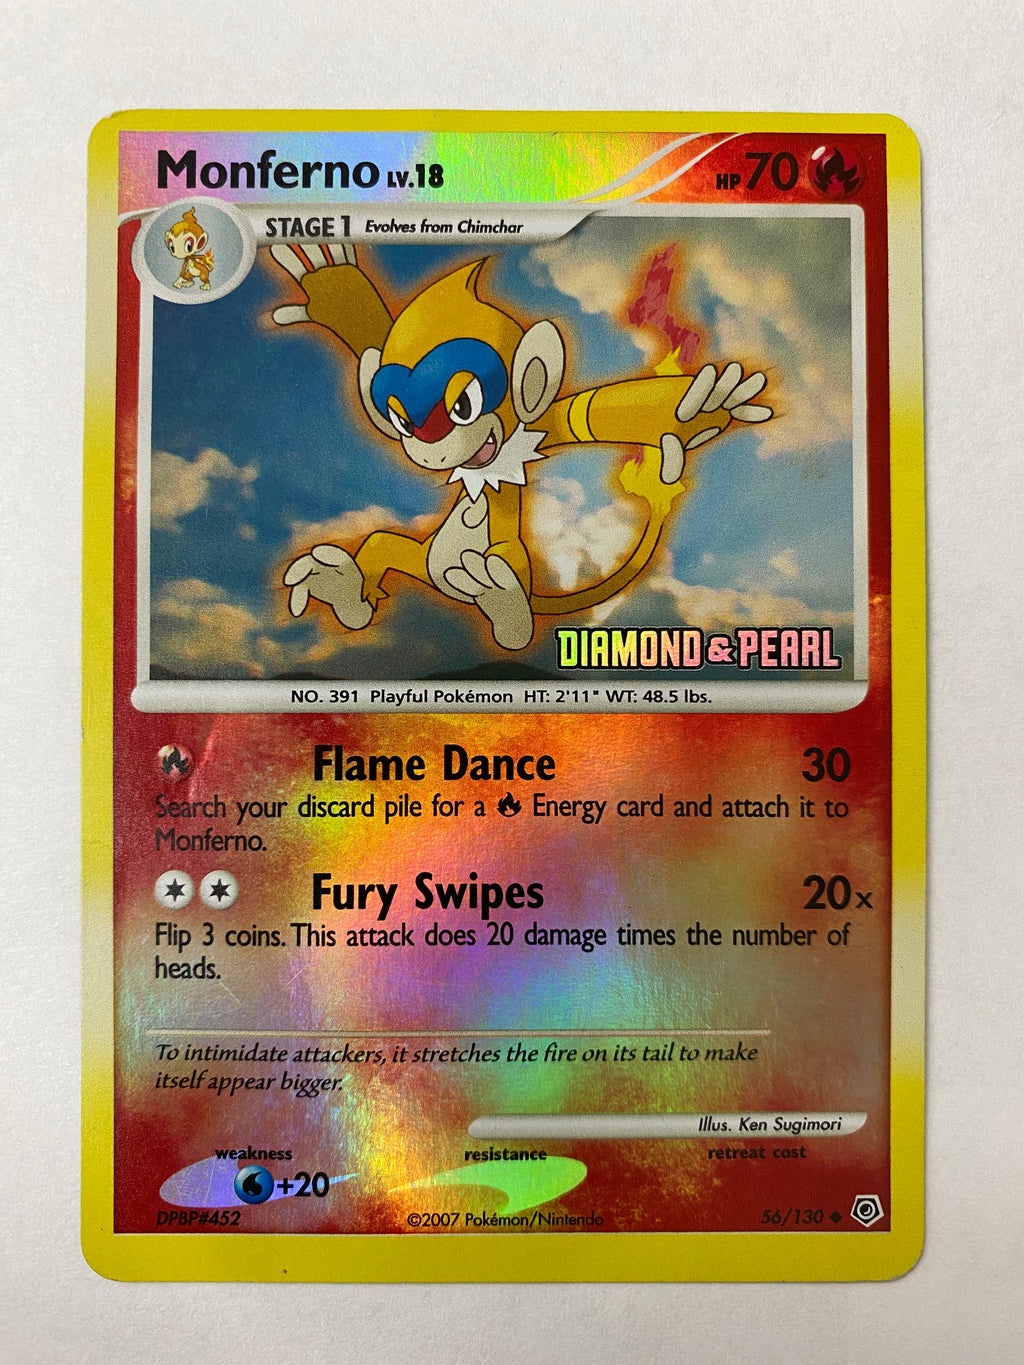 Monferno LV.18
HP 70
STAGE 1 Evolves from Chimchar
DIAMOND & PEARL
NO. 391 Playful Pokémon HT: 2'11" WT: 48.5 lbs.
Flame Dance 30
Search your discard pile for a Energy card and attach it to
Monferno.
Fury Swipes 20x
Flip 3 coins. This attack does 20 damage times the number of
heads.
To intimidate attackers, it stretches the fire on its tail to make
itself appear bigger.
Illus. Ken Sugimori
weakness resistance retreat cost
+20
DPBP#452 ©2007 Pokémon/Nintendo 56/130